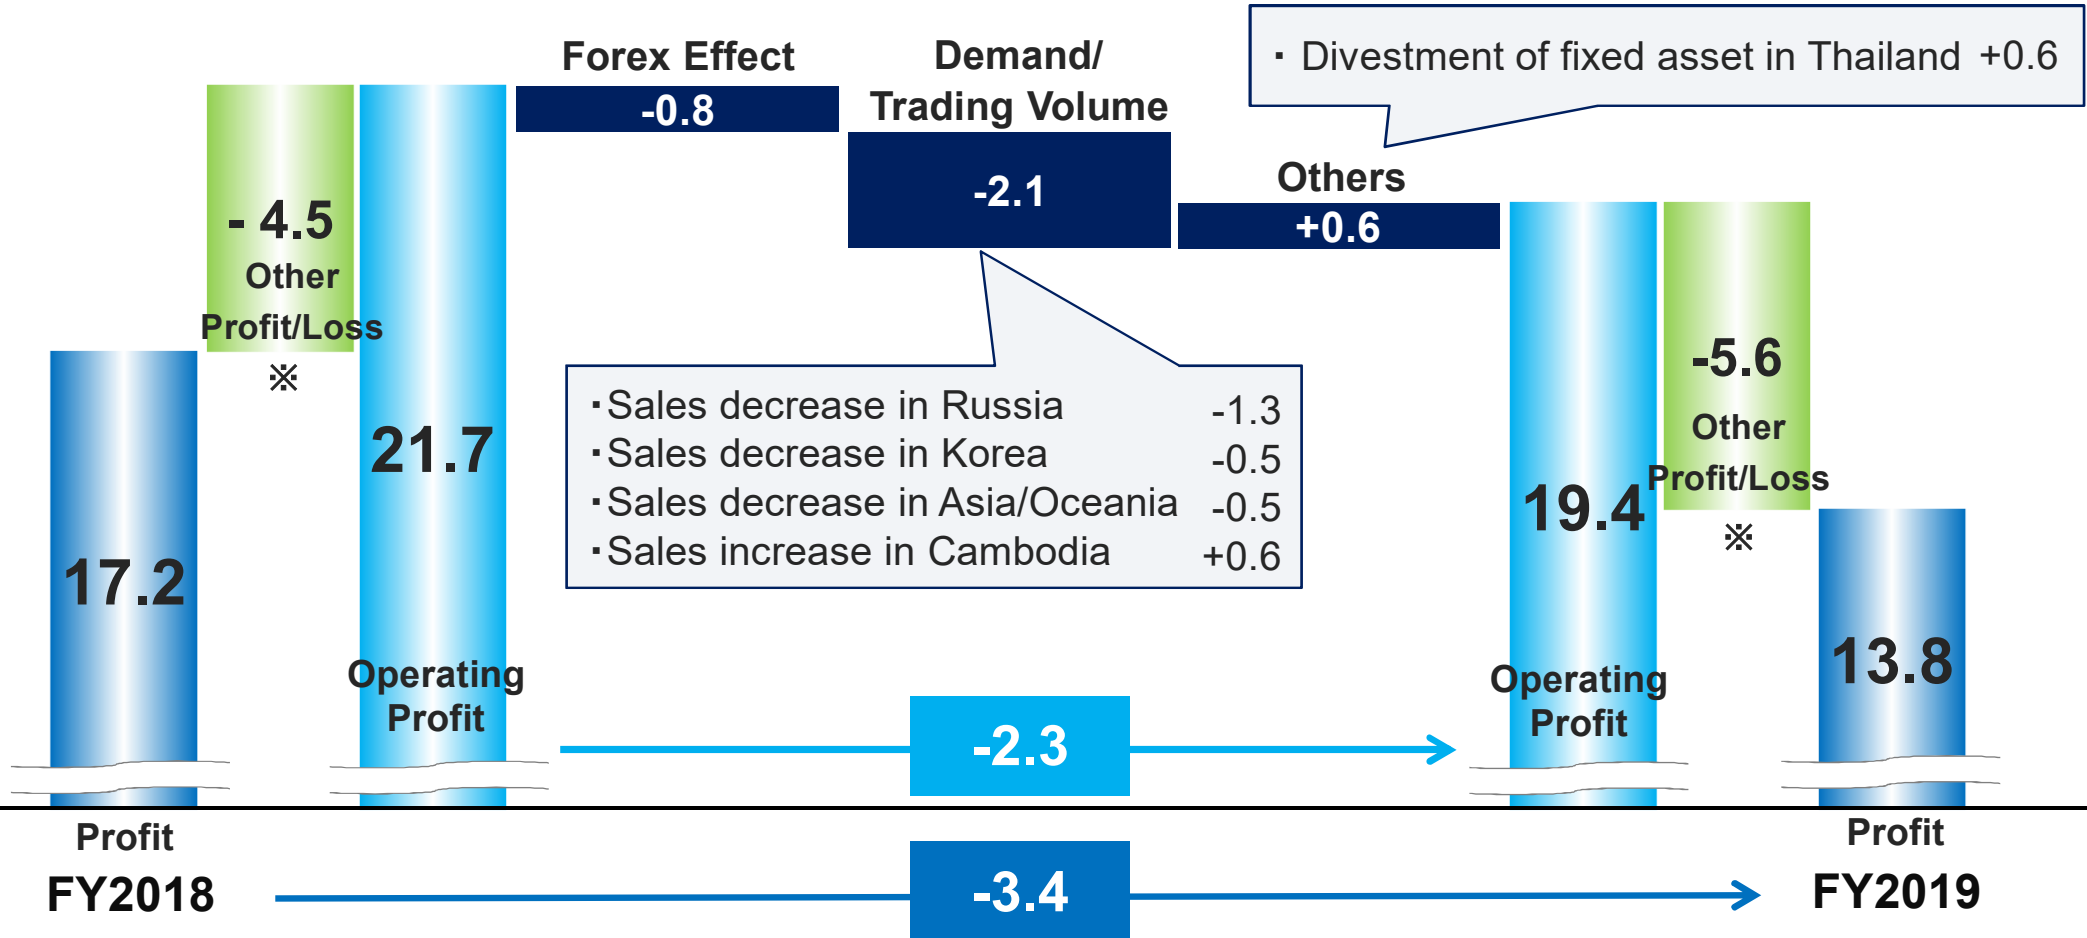 Forex Effect
-0.8
Demand/
Trading Volume
-2.1
Others
+0.6
・Divestment of fixed asset in Thailand +0.6
- 4.5
Other
Profit/Loss
※
17.2
21.7
Operating
Profit
・Sales decrease in Russia -1.3
・Sales decrease in Korea -0.5
・Sales decrease in Asia/Oceania -0.5
・Sales increase in Cambodia +0.6
19.4
Operating
Profit
-5.6
Other
Profit/Loss
※
13.8
-2.3
Profit
FY2018
-3.4
Profit
FY2019